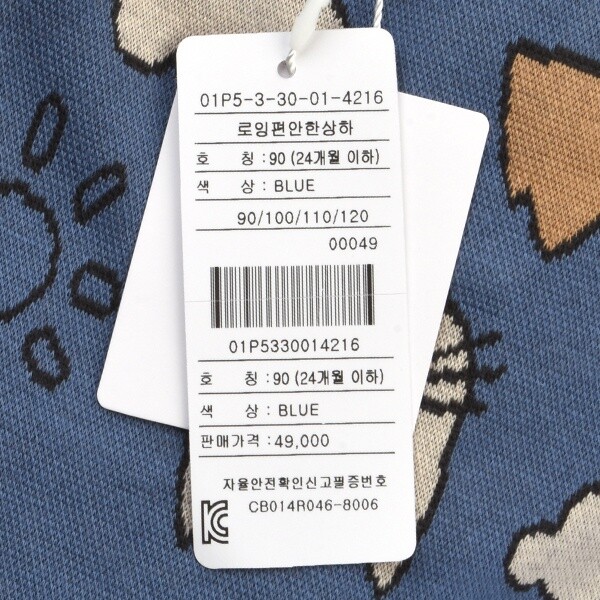 01P5-3-30-01-4216
로잉편안한상하
호 칭 : 90 (24개월 이하)
색 상 : BLUE
90/100/110/120
00049
01P5330014216
호 칭 : 90 (24개월 이하)
색 상 : BLUE
판매가격 : 49,000
자율안전확인신고필증번호
CB014R046-8006